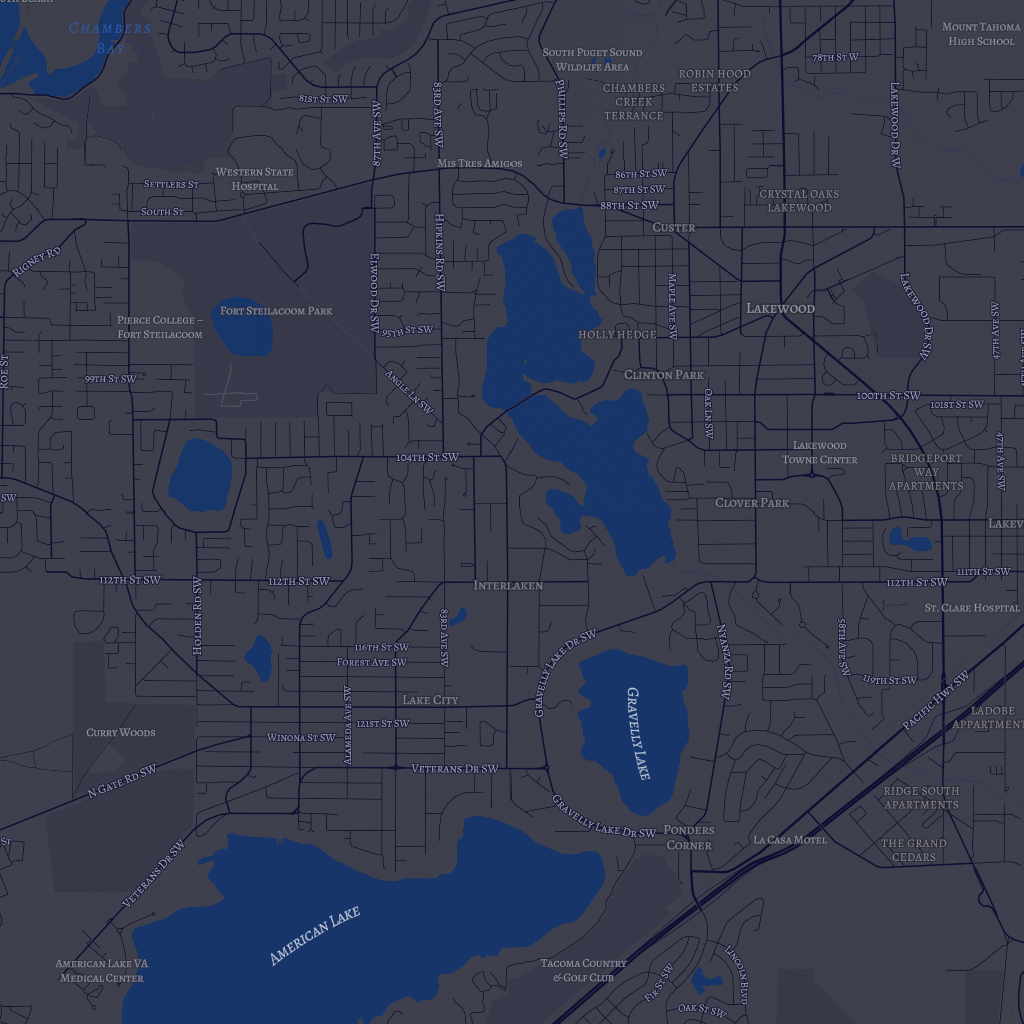 Chambers
Bay
Mount Tahoma
High School
South Puget Sound
Wildlife Area
78th St W
Robin Hood
Estates
Chambers
Creek
Terrance
81st St SW
87th Ave SW
83rd Ave SW
Phillips Rd SW
Lakewood Dr W
Mis Tres Amigos
Western State
Hospital
Settlers St
86th St SW
87th St SW
88th St SW
Crystal Oaks
Lakewood
South St
Custer
Rigney Rd
Hipkins Rd SW
Elwood Dr SW
Maple Ave SW
Lakewood Dr SW
47th Ave SW
Fort Steilacoom Park
Lakewood
Pierce College –
Fort Steilacoom
95th St SW
Holly Hedge
Roe St
99th St SW
Angle Ln SW
Clinton Park
Oak Ln SW
100th St SW
101st St SW
104th St SW
Lakewood
Towne Center
Bridgeport
Way
Apartments
47th Ave SW
SW
Clover Park
Lakev
112th St SW
112th St SW
Interlaken
111th St SW
112th St SW
Holden Rd SW
83rd Ave SW
St. Clare Hospital
Gravelly Lake Dr SW
Nyanza Rd SW
58th Ave SW
116th St SW
Forest Ave SW
119th St SW
Pacific Hwy SW
Alameda Ave SW
Lake City
Gravelly Lake
Ladobe
Apartment
121st St SW
Curry Woods
Winona St SW
Veterans Dr SW
N Gate Rd SW
Ridge South
Apartments
Gravelly Lake Dr SW
Ponders
Corner
La Casa Motel
The Grand
Cedars
St
Veterans Dr SW
American Lake
American Lake VA
Medical Center
Tacoma Country
& Golf Club
Fir St SW
Lincoln Blvd
Oak St SW